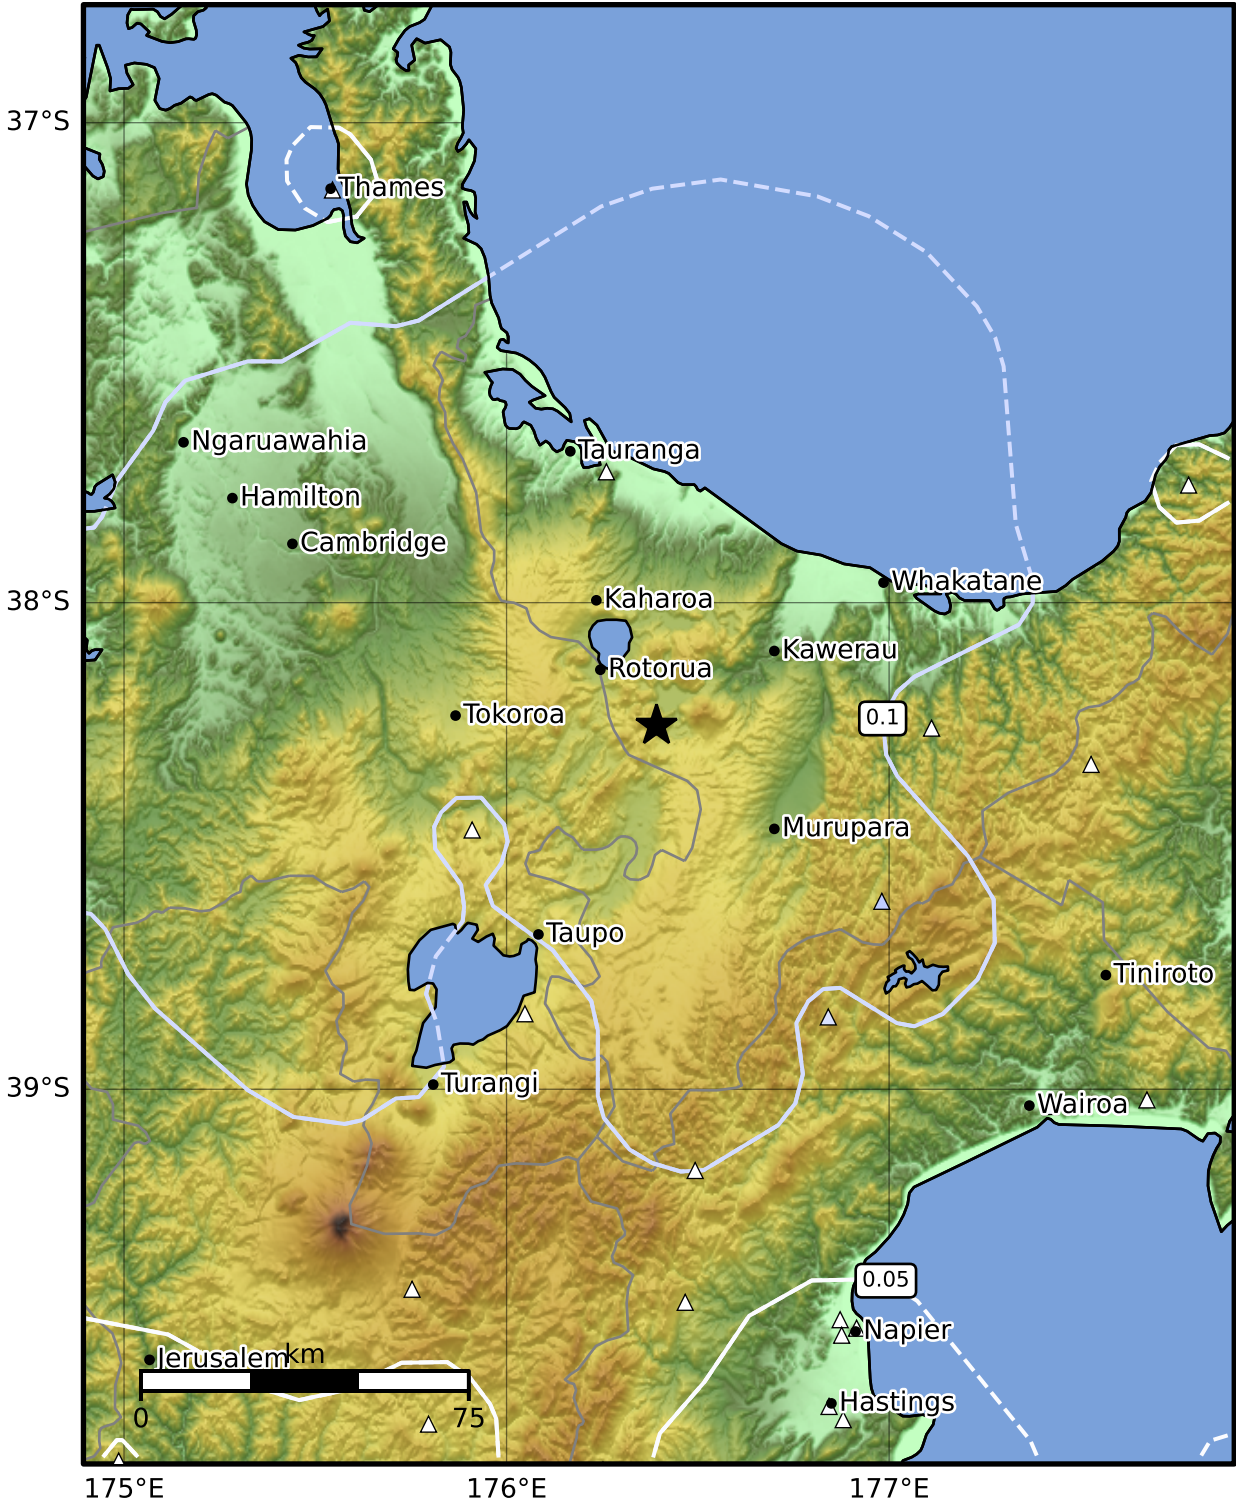 37°S
Thames
Ngaruawahia
Tauranga
Hamilton
Cambridge
Whakatane
38°S
Kaharoa
Kawerau
Rotorua
Tokoroa
0.1
Murupara
Taupo
Tiniroto
39°S
Turangi
Wairoa
0.05
Napier
Jerusalem
km
Hastings
0
75
175°E
176°E
177°E